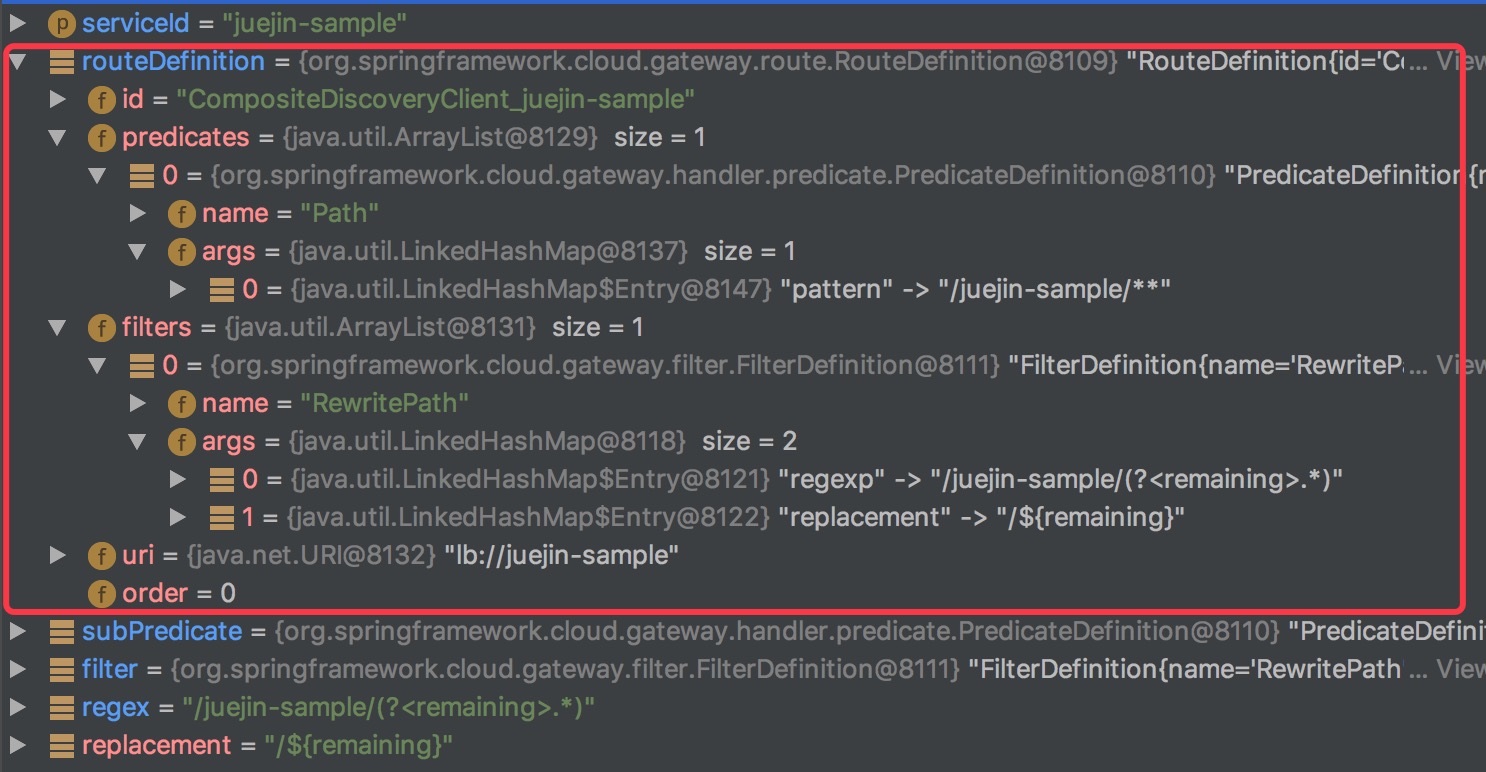 p serviceId = "juejin-sample"
routeDefinition = {org.springframework.cloud.gateway.route.RouteDefinition@8109} "RouteDefinition{id='Co... View
f id = "CompositeDiscoveryClient_juejin-sample"
f predicates = {java.util.ArrayList@8129} size = 1
0 = {org.springframework.cloud.gateway.handler.predicate.PredicateDefinition@8110} "PredicateDefinition{n
f name = "Path"
f args = {java.util.LinkedHashMap@8137} size = 1
0 = {java.util.LinkedHashMap$Entry@8147} "pattern" -> "/juejin-sample/**"
f filters = {java.util.ArrayList@8131} size = 1
0 = {org.springframework.cloud.gateway.filter.FilterDefinition@8111} "FilterDefinition{name='RewriteP... View
f name = "RewritePath"
f args = {java.util.LinkedHashMap@8118} size = 2
0 = {java.util.LinkedHashMap$Entry@8121} "regexp" -> "/juejin-sample/(?<remaining>.*)"
1 = {java.util.LinkedHashMap$Entry@8122} "replacement" -> "/${remaining}"
f uri = {java.net.URI@8132} "lb://juejin-sample"
f order = 0
subPredicate = {org.springframework.cloud.gateway.handler.predicate.PredicateDefinition@8110} "PredicateDefinit
filter = {org.springframework.cloud.gateway.filter.FilterDefinition@8111} "FilterDefinition{name='RewritePath'... View
regex = "/juejin-sample/(?<remaining>.*)"
replacement = "/${remaining}"